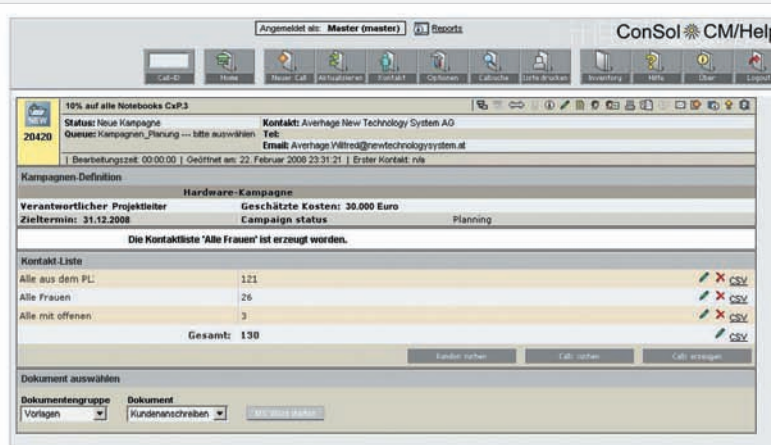 Angemeldet als: Master (master) Reports
ConSol CM/Help
Call-ID Home Neuer Call Aktualisieren Kontakt Optionen Callsuche Liste drucken Inventory Hilfe Über Logout
NEW
20420
10% auf alle Notebooks CxP.3
Status: Neue Kampagne Kontakt: Averhage New Technology System AG
Queue: Kampagnen_Planung --- bitte auswählen Tel:
Email: Averhage.Wilfred@newtechnologysystem.at
| Bearbeitungszeit: 00:00:00 | Geöffnet am: 22. Februar 2008 23:31:21 | Erster Kontakt: n/a
Kampagnen-Definition
Hardware-Kampagne
Verantwortlicher Projektleiter Geschätzte Kosten: 30.000 Euro
Zieltermin: 31.12.2008 Campaign status Planning
Die Kontaktliste 'Alle Frauen' ist erzeugt worden.
Kontakt-Liste
Alle aus dem PL: 121 CSV
Alle Frauen 26 CSV
Alle mit offenen 3 CSV
Gesamt: 130 CSV
Kunden suchen Calls suchen Calls erzeugen
Dokument auswählen
Dokumentengruppe Dokument
Vorlagen Kundenanschreiben MS Word starten